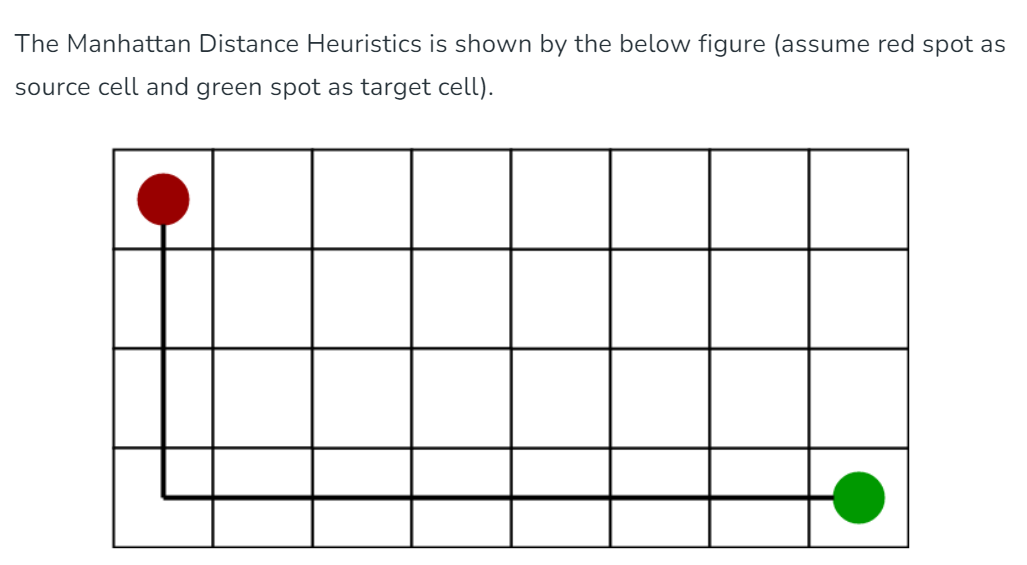 The Manhattan Distance Heuristics is shown by the below figure (assume red spot as
source cell and green spot as target cell).